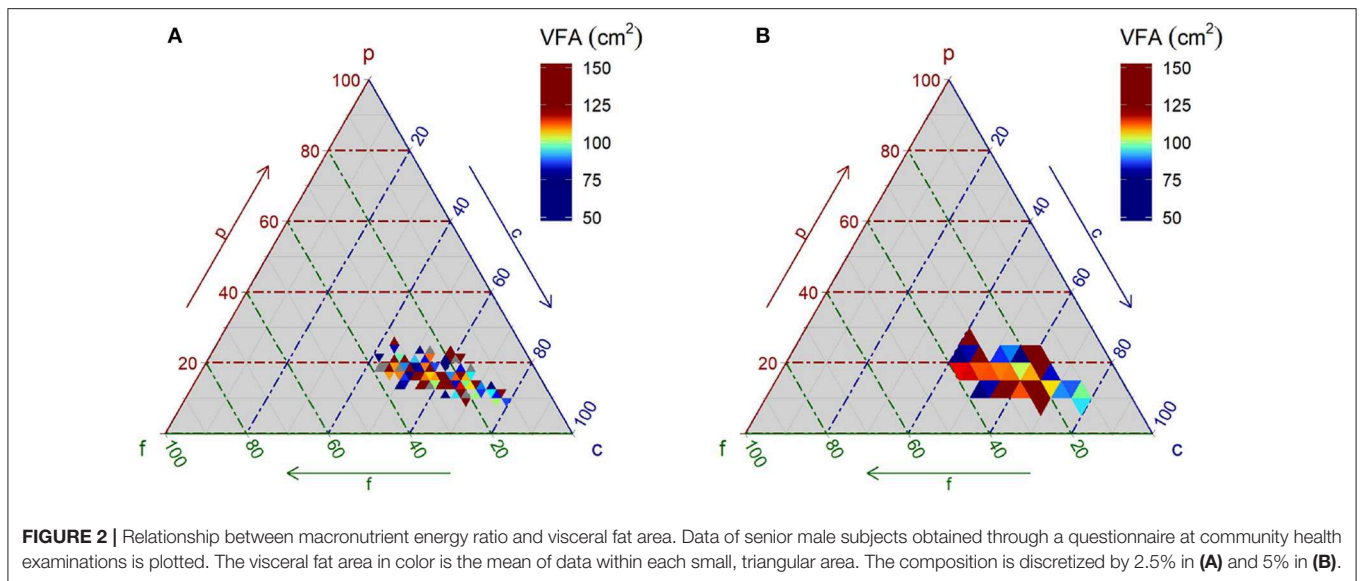 A
VFA (cm²)
150
125
100
75
50
p
100
80
60
40
20
20
40
60
80
100
p
c
f
c
100
80
60
40
20
f
B
VFA (cm²)
150
125
100
75
50
p
100
80
60
40
20
20
40
60
80
100
p
c
f
c
100
80
60
40
20
f
FIGURE 2 | Relationship between macronutrient energy ratio and visceral fat area. Data of senior male subjects obtained through a questionnaire at community health
examinations is plotted. The visceral fat area in color is the mean of data within each small, triangular area. The composition is discretized by 2.5% in (A) and 5% in (B).